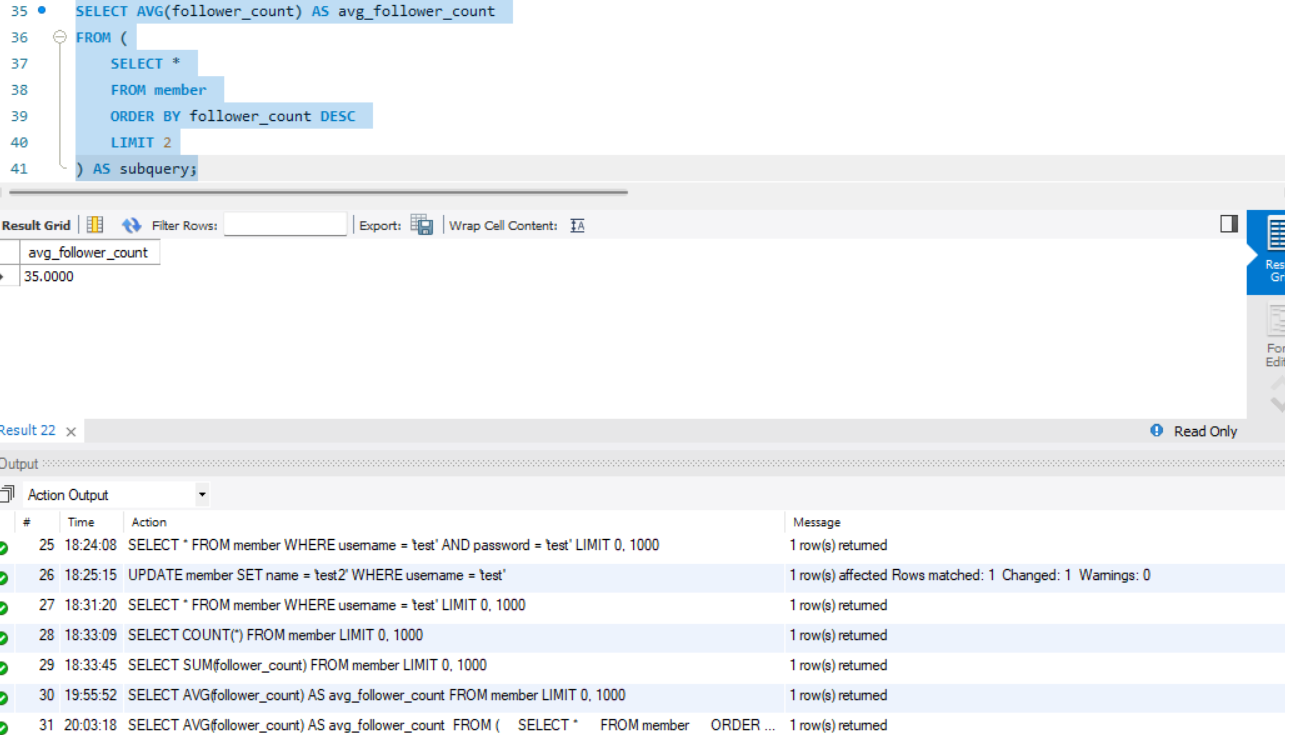 35 SELECT AVG(follower_count) AS avg_follower_count
36 FROM (
37 SELECT *
38 FROM member
39 ORDER BY follower_count DESC
40 LIMIT 2
41 ) AS subquery;
Result Grid Filter Rows: Export: Wrap Cell Content:
avg_follower_count
35.0000
Res
Gr
For
Edi
Result 22 × Read Only
Output
Action Output
# Time Action Message
25 18:24:08 SELECT * FROM member WHERE username = 'test' AND password = 'test' LIMIT 0, 1000 1 row(s) returned
26 18:25:15 UPDATE member SET name = 'test2' WHERE username = 'test' 1 row(s) affected Rows matched: 1 Changed: 1 Warnings: 0
27 18:31:20 SELECT * FROM member WHERE username = 'test' LIMIT 0, 1000 1 row(s) returned
28 18:33:09 SELECT COUNT(*) FROM member LIMIT 0, 1000 1 row(s) returned
29 18:33:45 SELECT SUM(follower_count) FROM member LIMIT 0, 1000 1 row(s) returned
30 19:55:52 SELECT AVG(follower_count) AS avg_follower_count FROM member LIMIT 0, 1000 1 row(s) returned
31 20:03:18 SELECT AVG(follower_count) AS avg_follower_count FROM ( SELECT * FROM member ORDER ... 1 row(s) returned